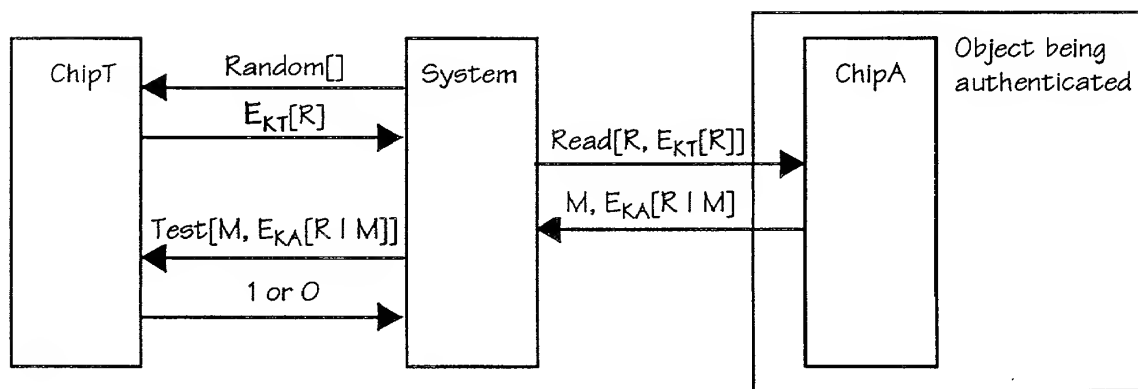 ChipT
Random[]
E_KT[R]
Test[M, E_KA[R | M]]
1 or 0
System
Read[R, E_KT[R]]
M, E_KA[R | M]
ChipA
Object being
authenticated